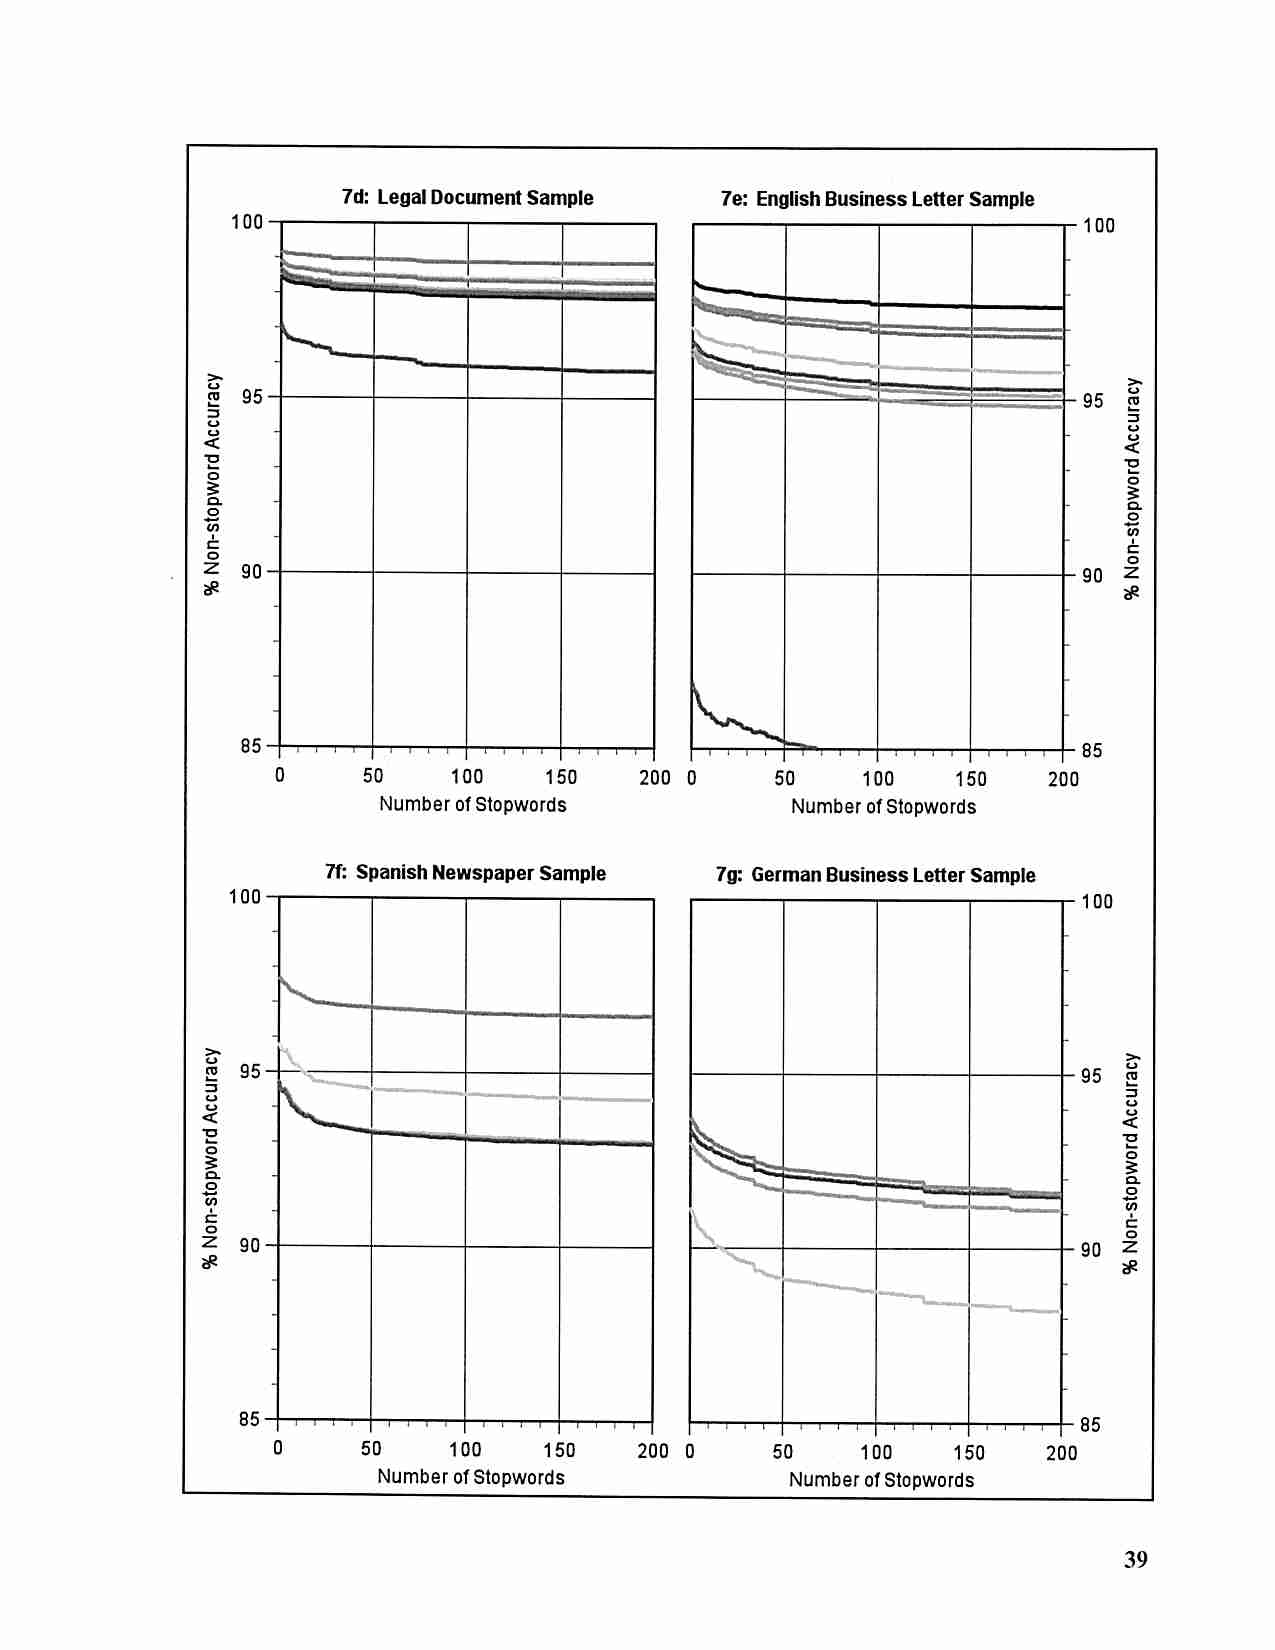 7d: Legal Document Sample
100
95
90
85
0 50 100 150 200
Number of Stopwords
% Non-stopword Accuracy
7e: English Business Letter Sample
100
95
90
85
0 50 100 150 200
Number of Stopwords
% Non-stopword Accuracy
7f: Spanish Newspaper Sample
100
95
90
85
0 50 100 150 200
Number of Stopwords
% Non-stopword Accuracy
7g: German Business Letter Sample
100
95
90
85
0 50 100 150 200
Number of Stopwords
% Non-stopword Accuracy
39